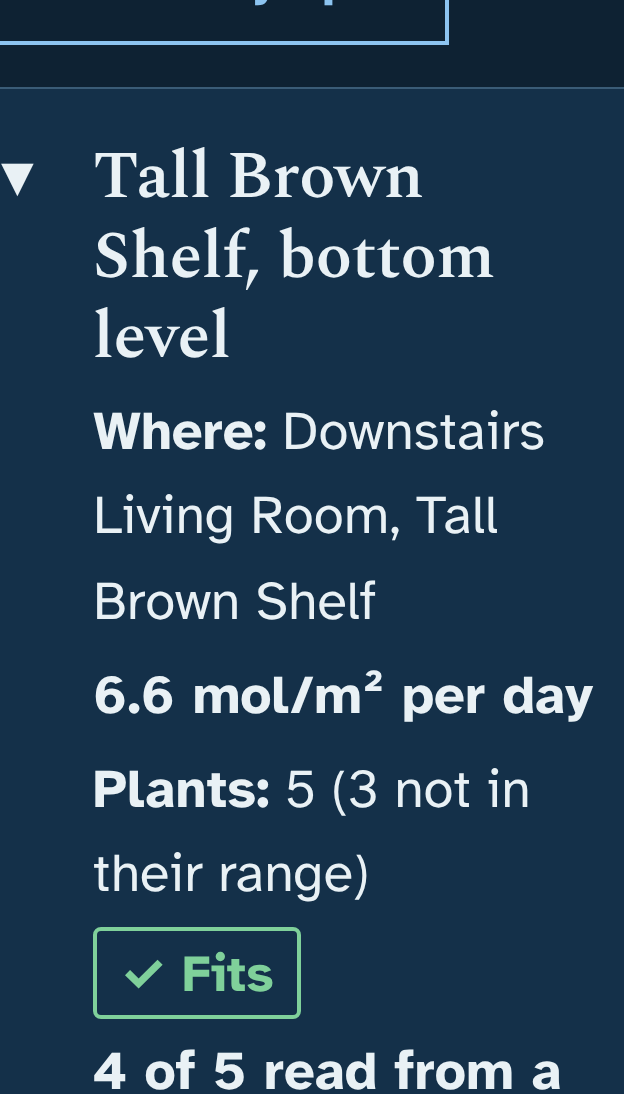 Tall Brown
Shelf, bottom
level
Where: Downstairs
Living Room, Tall
Brown Shelf
6.6 mol/m² per day
Plants: 5 (3 not in
their range)
✓ Fits
4 of 5 read from a